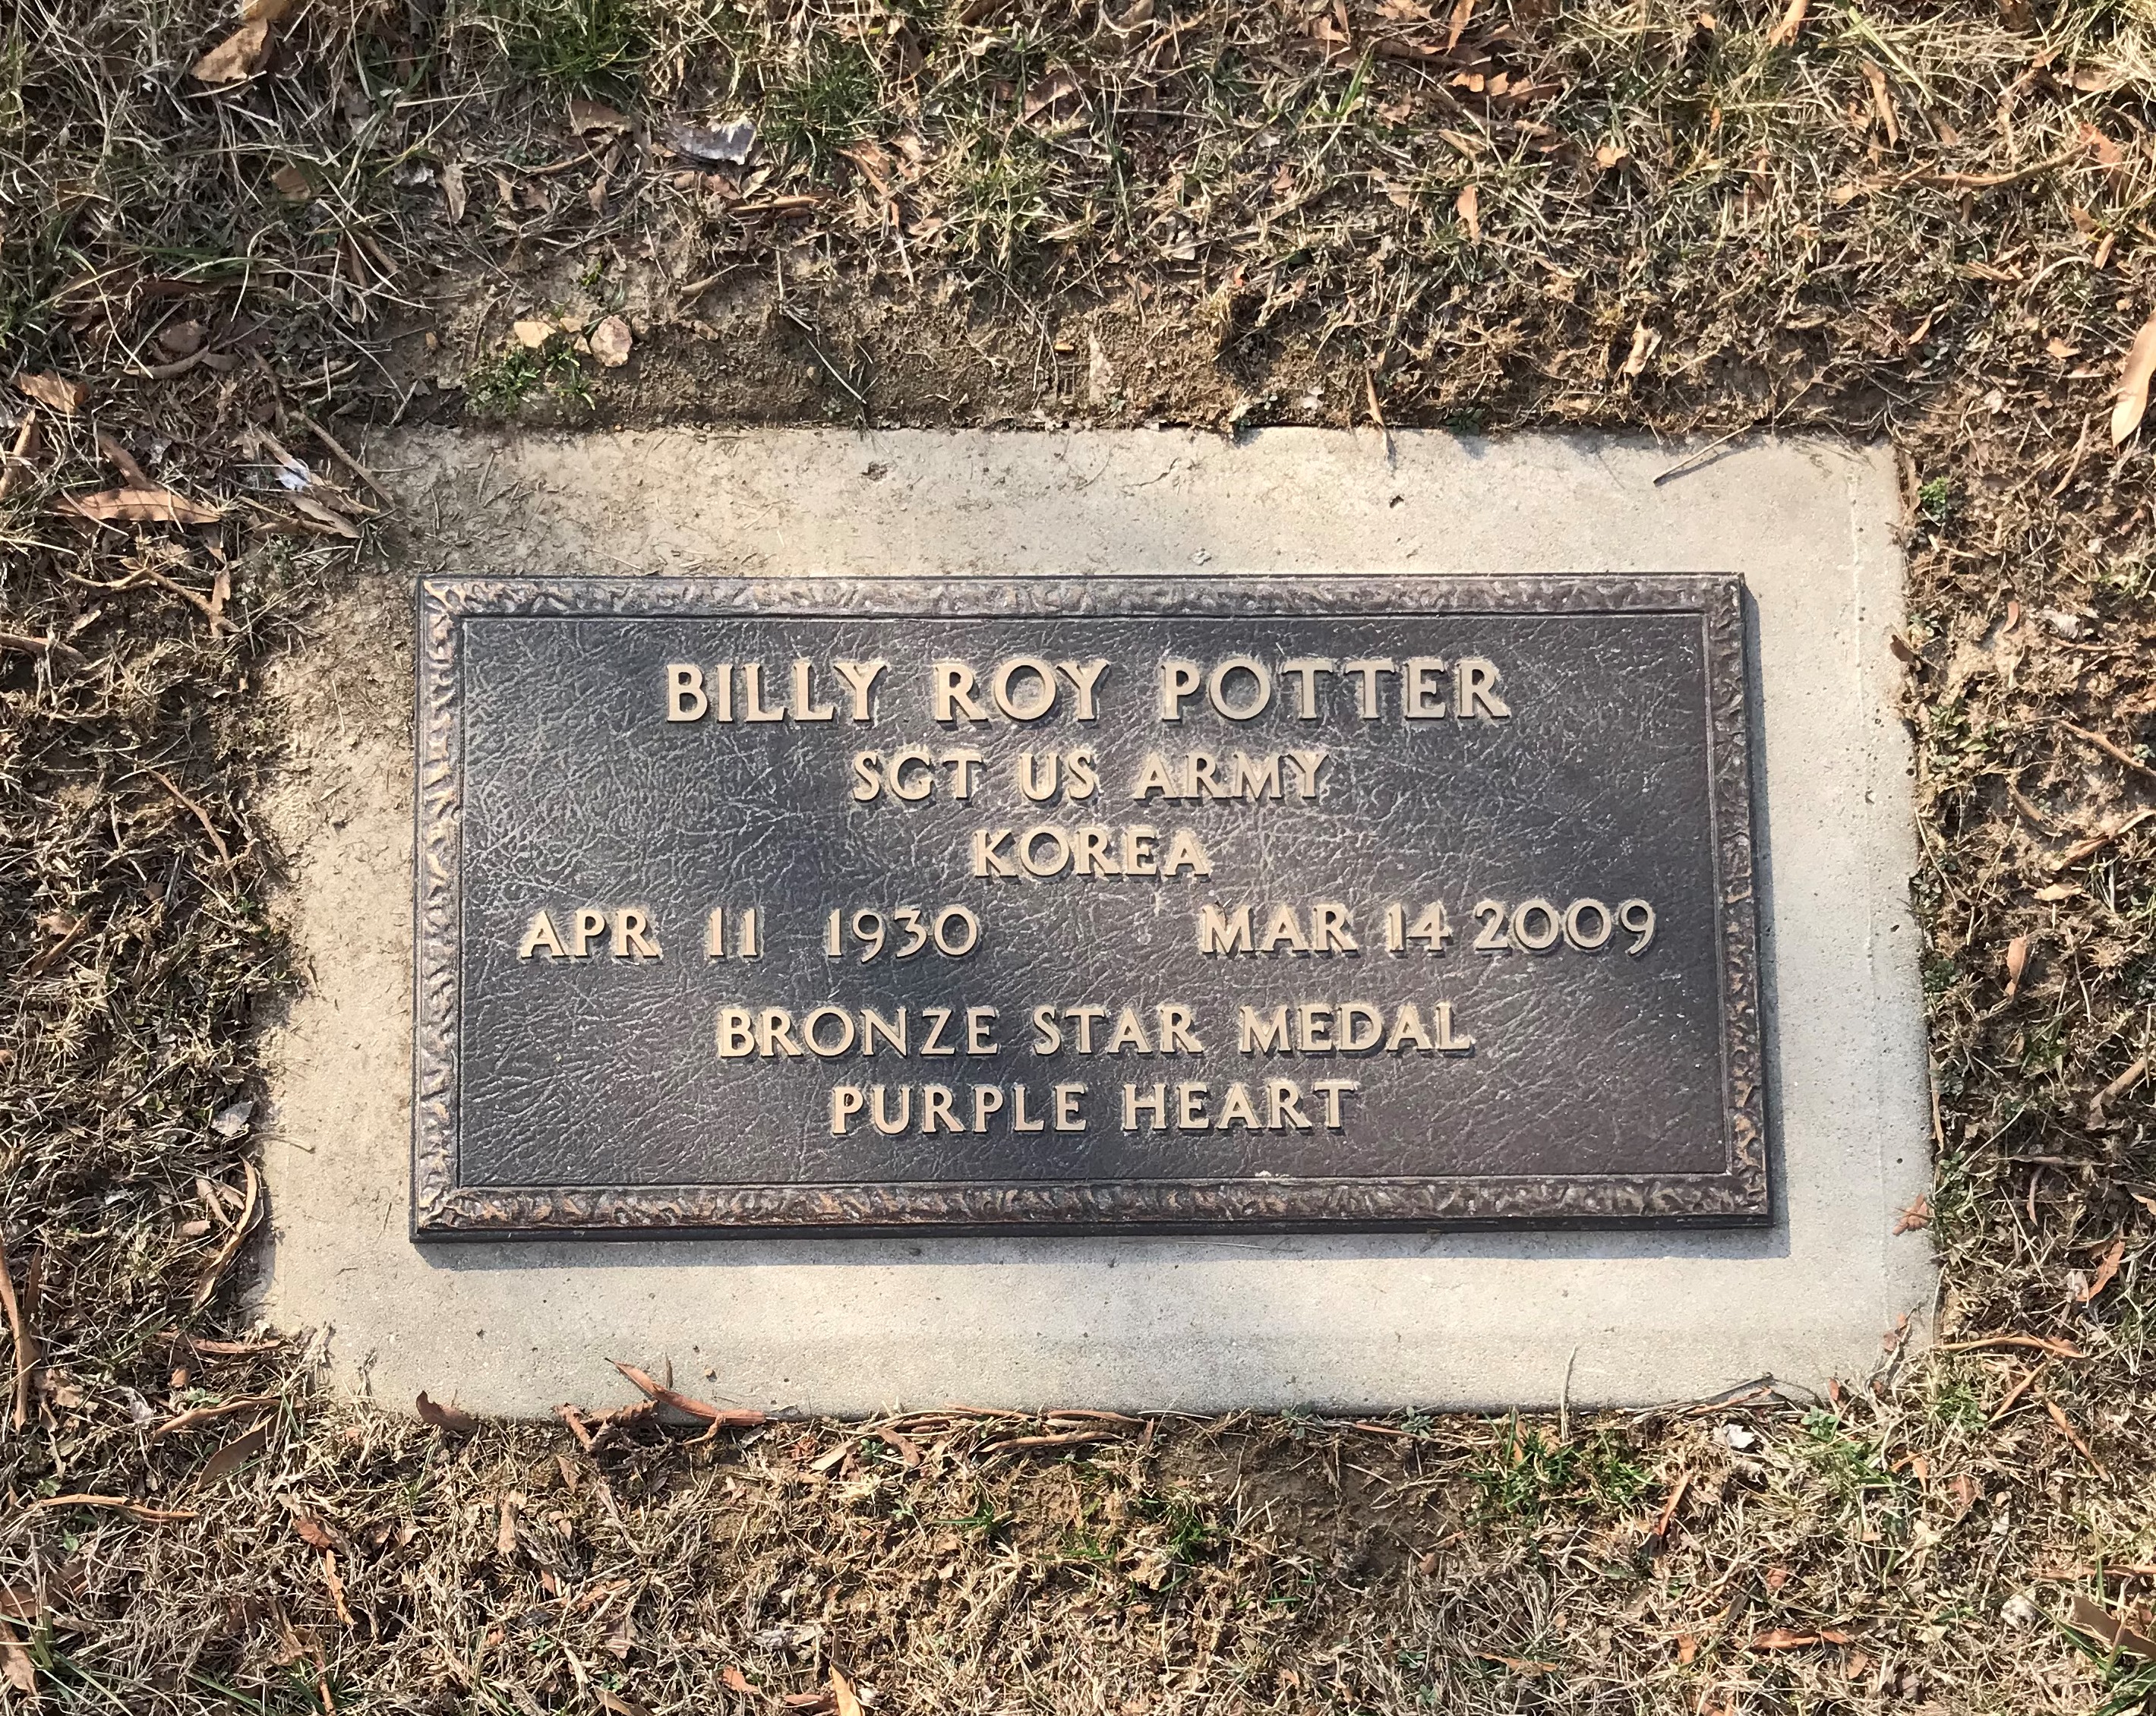 BILLY ROY POTTER
SGT US ARMY
KOREA
APR 11 1930 MAR 14 2009
BRONZE STAR MEDAL
PURPLE HEART